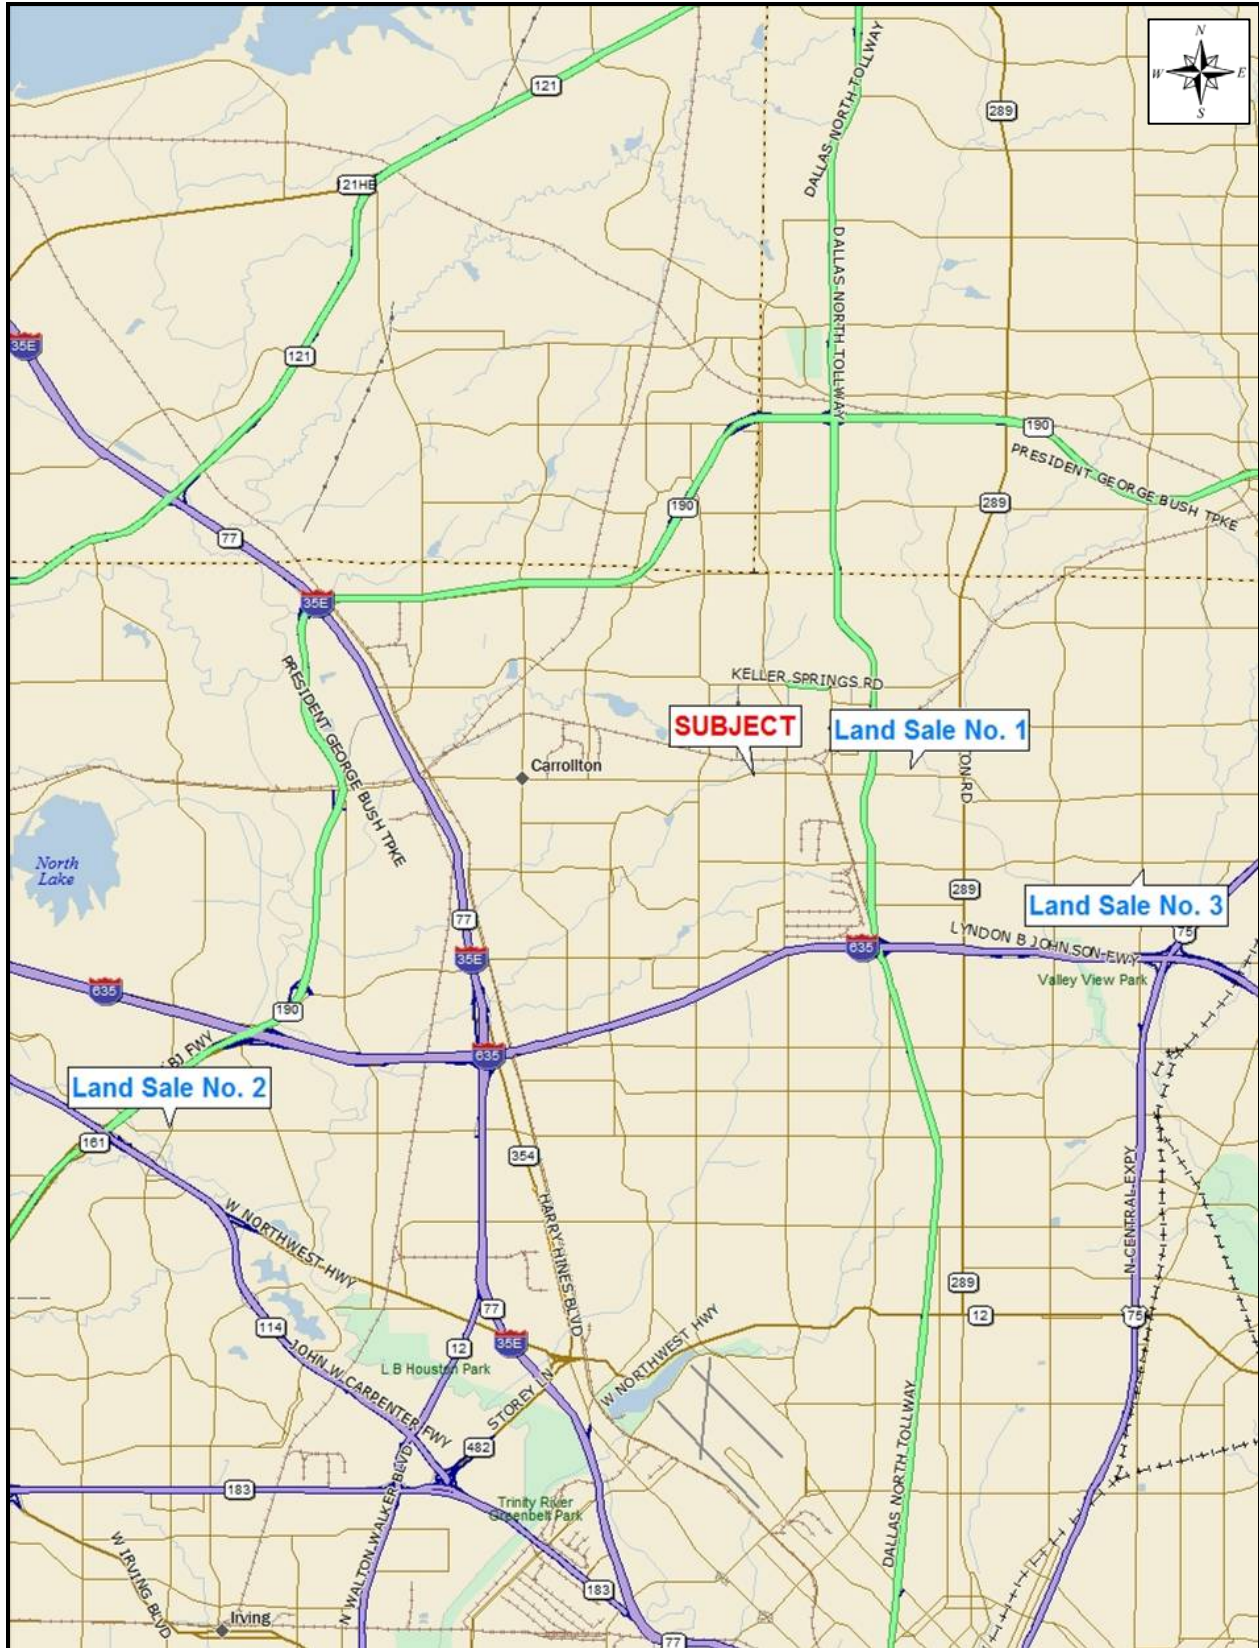 N
W E
S
121
DALLAS NORTH TOLLWAY
289
21HB
DALLAS NORTH TOLLWAY
35E
121
190
PRESIDENT GEORGE BUSH TPKE
190
289
77
35E
KELLER SPRINGS RD
PRESIDENT GEORGE BUSH TPKE
SUBJECT
Land Sale No. 1
Carrollton
TON RD
North
Lake
289
Land Sale No. 3
77
75
LYNDON B JOHNSON FWY
635
35E
Valley View Park
635
190
LBJ FWY
635
Land Sale No. 2
161
354
W NORTHWEST HWY
HARRY HINES BLVD
N CENTRAL EXPY
289
77
12
75
114
35E
12
W NORTHWEST HWY
L B Houston Park
JOHN W CARPENTER FWY
STOREY LN
DALLAS NORTH TOLLWAY
482
183
N WALTON WALKER BLVD
Trinity River
Greenbelt Park
W IRVING BLVD
183
Irving
77